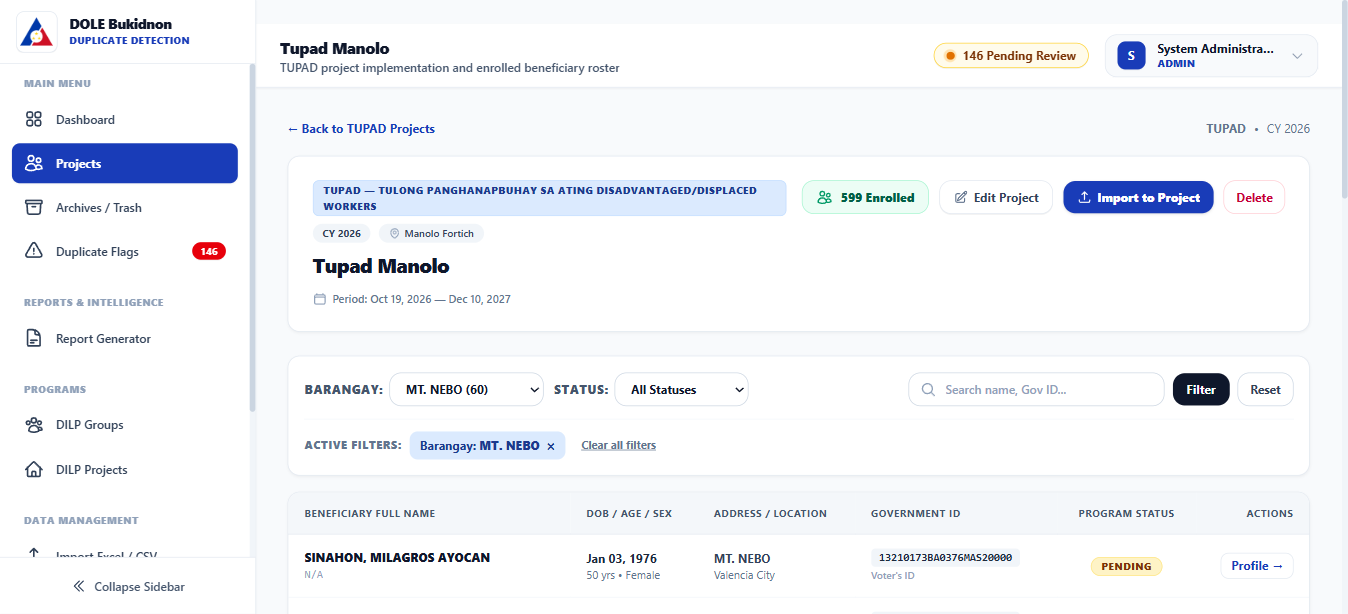 DOLE Bukidnon
DUPLICATE DETECTION
MAIN MENU
Dashboard
Projects
Archives / Trash
Duplicate Flags
146
REPORTS & INTELLIGENCE
Report Generator
PROGRAMS
DILP Groups
DILP Projects
DATA MANAGEMENT
Import Excel / CSV
Collapse Sidebar
Tupad Manolo
TUPAD project implementation and enrolled beneficiary roster
146 Pending Review
S
System Administra...
ADMIN
← Back to TUPAD Projects
TUPAD • CY 2026
TUPAD — TULONG PANGHANAPBUHAY SA ATING DISADVANTAGED/DISPLACED
WORKERS
599 Enrolled
Edit Project
Import to Project
Delete
CY 2026
Manolo Fortich
Tupad Manolo
Period: Oct 19, 2026 — Dec 10, 2027
BARANGAY: MT. NEBO (60) STATUS: All Statuses
Search name, Gov ID...
Filter
Reset
ACTIVE FILTERS: Barangay: MT. NEBO × Clear all filters
BENEFICIARY FULL NAME DOB / AGE / SEX ADDRESS / LOCATION GOVERNMENT ID PROGRAM STATUS ACTIONS
SINAHON, MILAGROS AYOCAN
N/A
Jan 03, 1976
50 yrs • Female
MT. NEBO
Valencia City
13210173BA0376MAS20000
Voter's ID
PENDING
Profile →